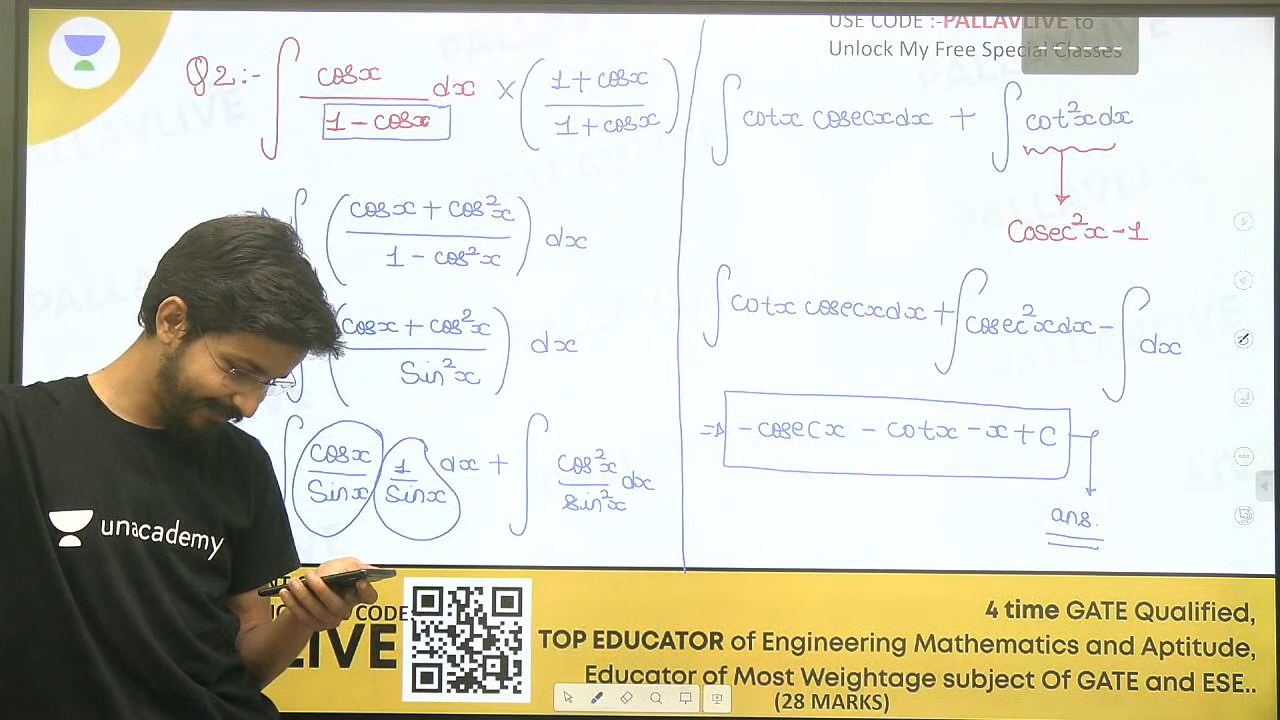 USE CODE :-PALLAVLIVE to
Unlock My Free Special Classes
Q2:- ∫ cosx / 1 - cosx dx × ( 1 + cosx / 1 + cosx )
∫ ( cosx + cos²x / 1 - cos²x ) dx
∫ ( cosx + cos²x / Sin²x ) dx
∫ cosx / Sinx 1 / Sinx dx + ∫ cos²x / sin²x dx
∫ cotx cosecx dx + ∫ cot²x dx
Cosec²x - 1
∫ cotx cosecx dx + ∫ cosec²x dx - ∫ dx
⇒ - cosecx - cotx - x + C
ans.
unacademy
CODE:
LIVE
4 time GATE Qualified,
TOP EDUCATOR of Engineering Mathematics and Aptitude,
Educator of Most Weightage subject Of GATE and ESE..
(28 MARKS)